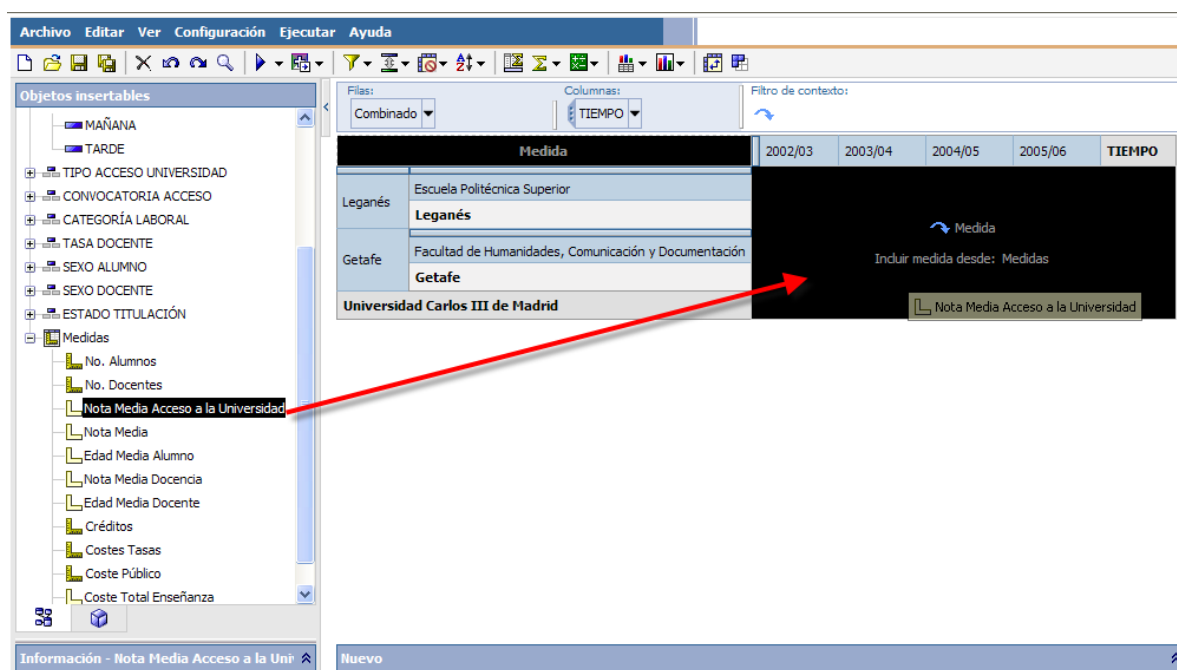 Archivo Editar Ver Configuración Ejecutar Ayuda
Objetos insertables
MAÑANA
TARDE
TIPO ACCESO UNIVERSIDAD
CONVOCATORIA ACCESO
CATEGORÍA LABORAL
TASA DOCENTE
SEXO ALUMNO
SEXO DOCENTE
ESTADO TITULACIÓN
Medidas
No. Alumnos
No. Docentes
Nota Media Acceso a la Universidad
Nota Media
Edad Media Alumno
Nota Media Docencia
Edad Media Docente
Créditos
Costes Tasas
Coste Público
Coste Total Enseñanza
Información - Nota Media Acceso a la
Filas: Columnas: Filtro de contexto:
Combinado TIEMPO
Medida 2002/03 2003/04 2004/05 2005/06 TIEMPO
Leganés Escuela Politécnica Superior
Leganés
Getafe Facultad de Humanidades, Comunicación y Documentación
Getafe
Universidad Carlos III de Madrid
Medida
Incluir medida desde: Medidas
Nota Media Acceso a la Universidad
Nuevo